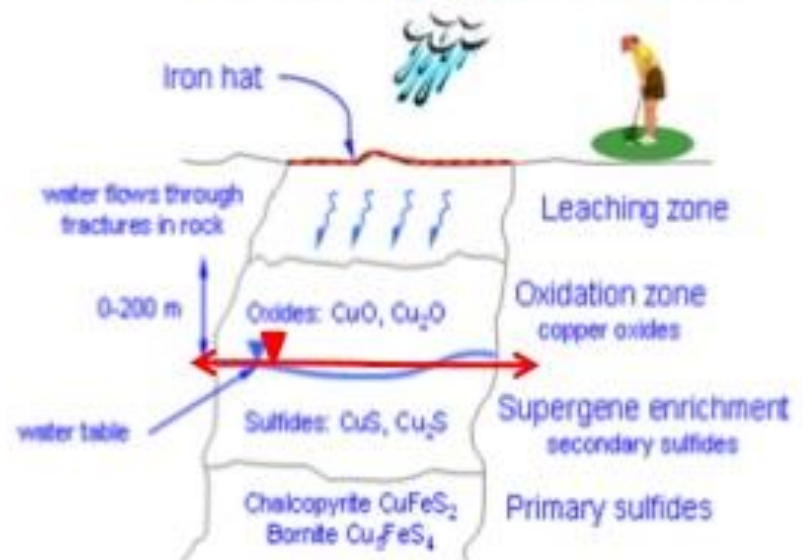 Iron hat
water flows through
fractures in rock
Leaching zone
0-200 m
Oxides: CuO, Cu₂O
Oxidation zone
copper oxides
water table
Sulfides: CuS, Cu₂S
Supergene enrichment
secondary sulfides
Chalcopyrite CuFeS₂
Bornite Cu₅FeS₄
Primary sulfides